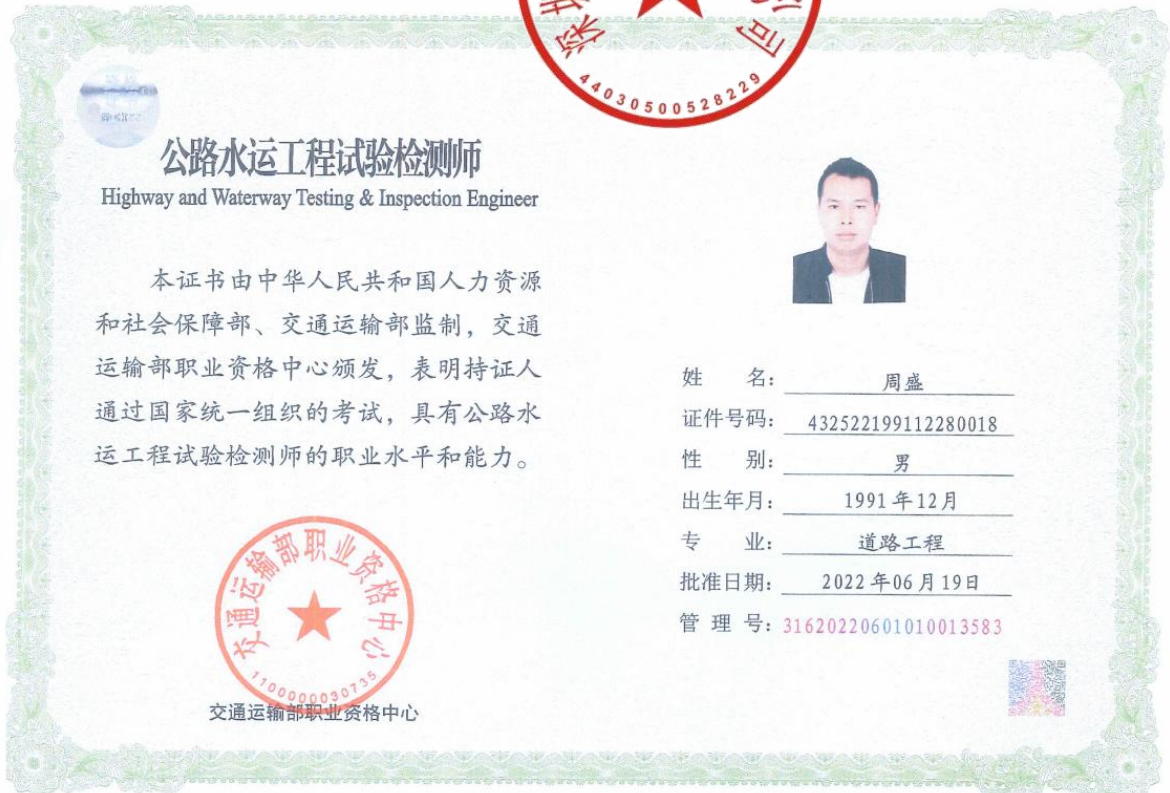 44030500528229
公路水运工程试验检测师
Highway and Waterway Testing & Inspection Engineer
本证书由中华人民共和国人力资源
和社会保障部、交通运输部监制，交通
运输部职业资格中心颁发，表明持证人
通过国家统一组织的考试，具有公路水
运工程试验检测师的职业水平和能力。
姓 名：周盛
证件号码：432522199112280018
性 别：男
出生年月：1991年12月
专 业：道路工程
批准日期：2022年06月19日
管 理 号：31620220601010013583
交通运输部职业资格中心
1100000030735
交通运输部职业资格中心